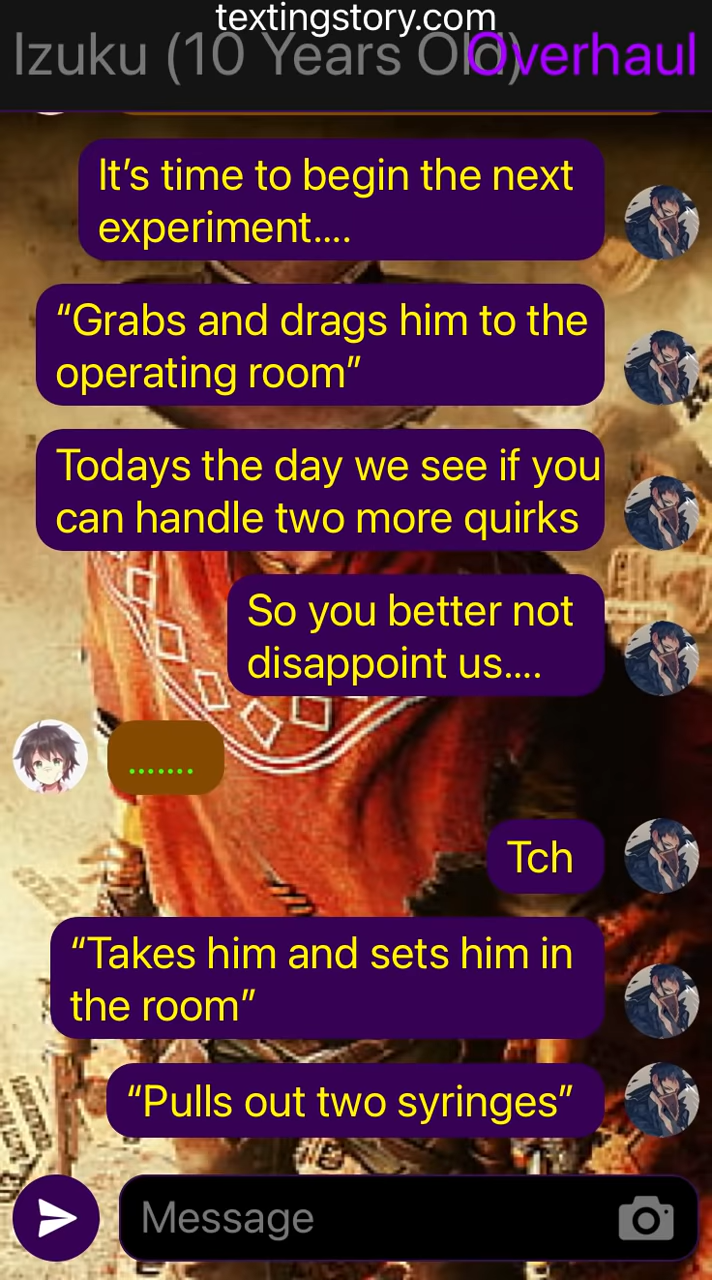 textingstory.com
Izuku (10 Years Old)
Overhaul
It’s time to begin the next
experiment....
“Grabs and drags him to the
operating room”
Todays the day we see if you
can handle two more quirks
So you better not
disappoint us....
.......
Tch
“Takes him and sets him in
the room”
“Pulls out two syringes”
Message